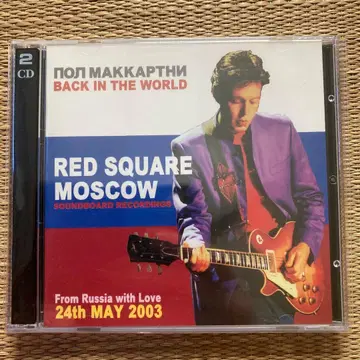 2
CD
ПОЛ МАККАРТНИ
BACK IN THE WORLD
RED SQUARE
MOSCOW
SOUNDBOARD RECORDINGS
From Russia with Love
24th MAY 2003